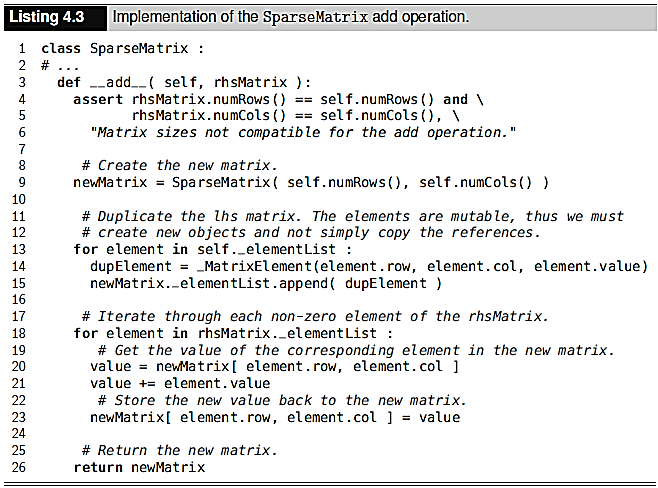 Listing 4.3 Implementation of the SparseMatrix add operation.
1 class SparseMatrix :
2 # ...
3   def __add__( self, rhsMatrix ):
4     assert rhsMatrix.numRows() == self.numRows() and \
5            rhsMatrix.numCols() == self.numCols(), \
6       "Matrix sizes not compatible for the add operation."
7
8      # Create the new matrix.
9     newMatrix = SparseMatrix( self.numRows(), self.numCols() )
10
11      # Duplicate the lhs matrix. The elements are mutable, thus we must
12      # create new objects and not simply copy the references.
13     for element in self._elementList :
14       dupElement = _MatrixElement(element.row, element.col, element.value)
15       newMatrix._elementList.append( dupElement )
16
17      # Iterate through each non-zero element of the rhsMatrix.
18     for element in rhsMatrix._elementList :
19        # Get the value of the corresponding element in the new matrix.
20       value = newMatrix[ element.row, element.col ]
21       value += element.value
22        # Store the new value back to the new matrix.
23       newMatrix[ element.row, element.col ] = value
24
25      # Return the new matrix.
26     return newMatrix